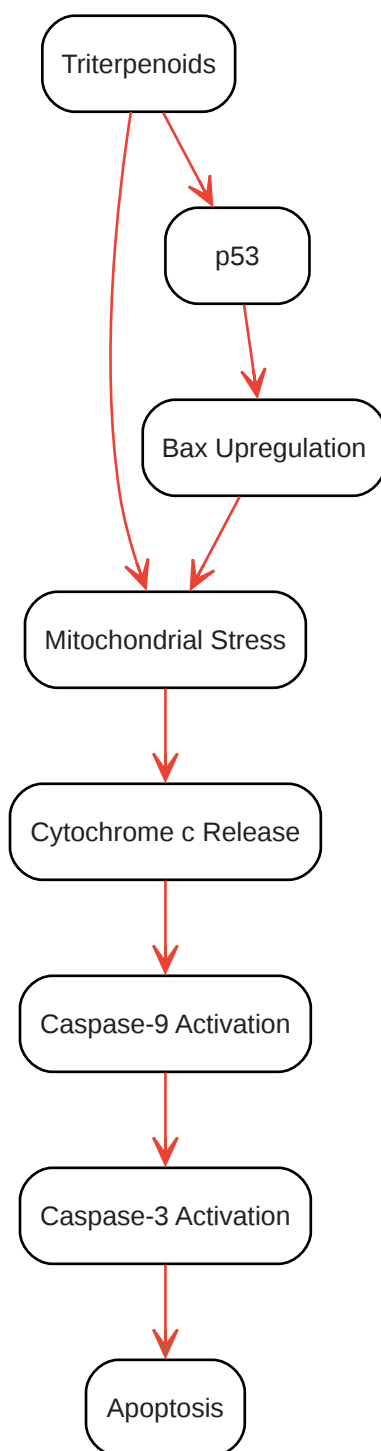 Triterpenoids
p53
Bax Upregulation
Mitochondrial Stress
Cytochrome c Release
Caspase-9 Activation
Caspase-3 Activation
Apoptosis